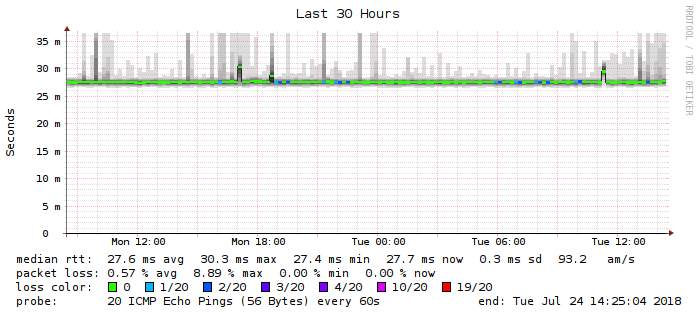 Last 30 Hours
RRDTOOL / TOBI OETIKER
Seconds
35 m
30 m
25 m
20 m
15 m
10 m
5 m
0
Mon 12:00 Mon 18:00 Tue 00:00 Tue 06:00 Tue 12:00
median rtt: 27.6 ms avg 30.3 ms max 27.4 ms min 27.7 ms now 0.3 ms sd 93.2 am/s
packet loss: 0.57 % avg 8.89 % max 0.00 % min 0.00 % now
loss color: 0 1/20 2/20 3/20 4/20 10/20 19/20
probe: 20 ICMP Echo Pings (56 Bytes) every 60s end: Tue Jul 24 14:25:04 2018